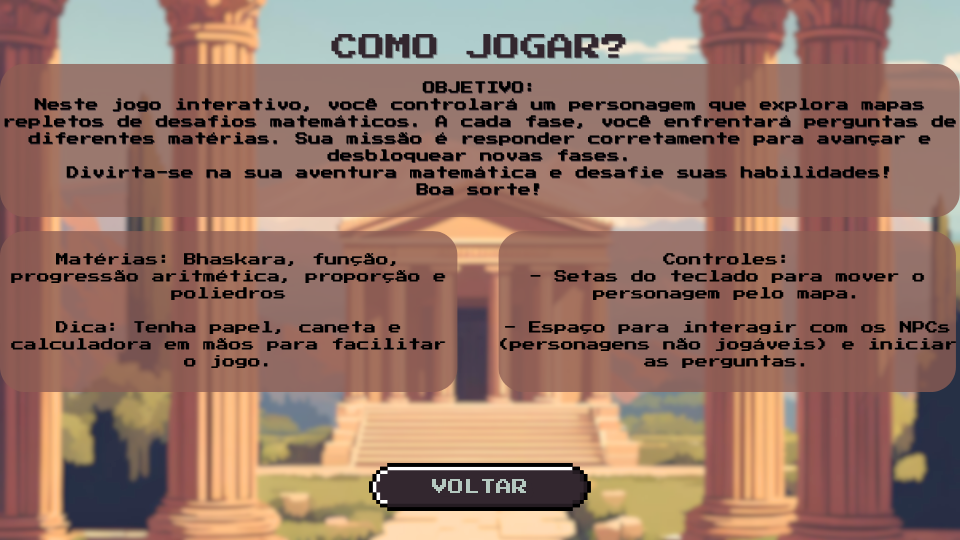 COMO JOGAR?
OBJETIVO:
Neste jogo interativo, você controlará um personagem que explora mapas
repletos de desafios matemáticos. A cada fase, você enfrentará perguntas de
diferentes matérias. Sua missão é responder corretamente para avançar e
desbloquear novas fases.
Divirta-se na sua aventura matemática e desafie suas habilidades!
Boa sorte!
Matérias: Bhaskara, função,
progressão aritmética, proporção e
poliedros
Dica: Tenha papel, caneta e
calculadora em mãos para facilitar
o jogo.
Controles:
- Setas do teclado para mover o
personagem pelo mapa.
- Espaço para interagir com os NPCs
(personagens não jogáveis) e iniciar
as perguntas.
VOLTAR